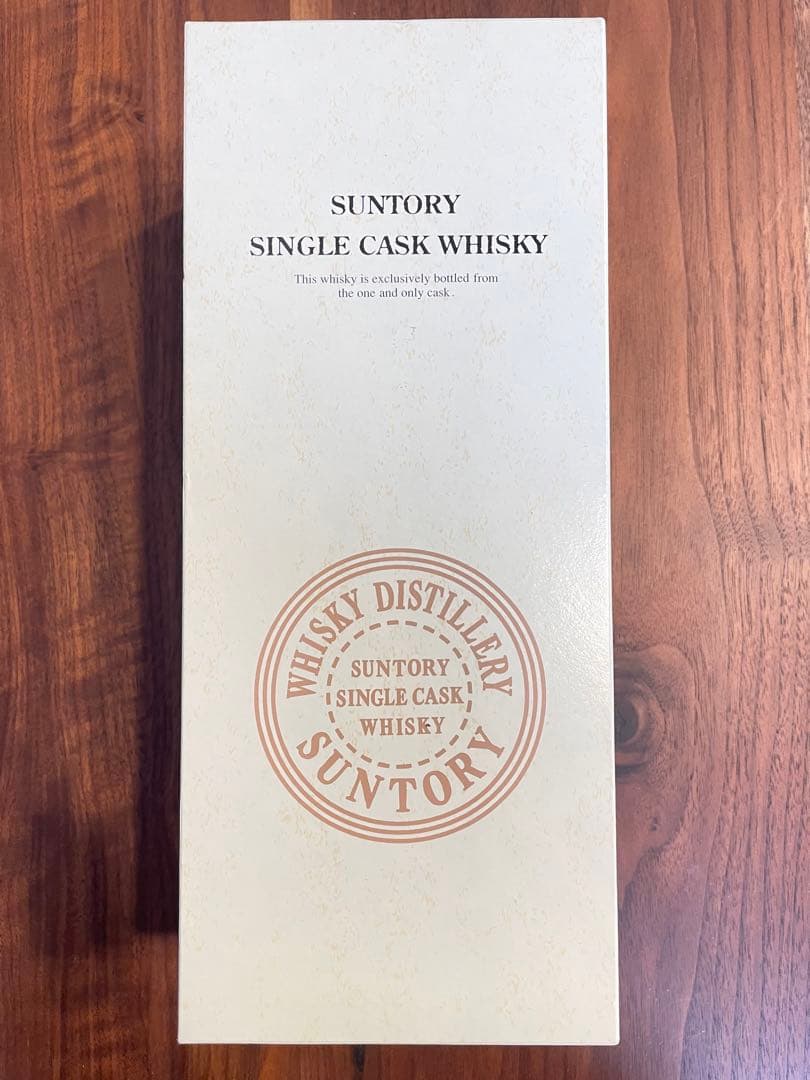 SUNTORY
SINGLE CASK WHISKY
This whisky is exclusively bottled from
the one and only cask.
WHISKY DISTILLERY
SUNTORY
SINGLE CASK
WHISKY
SUNTORY